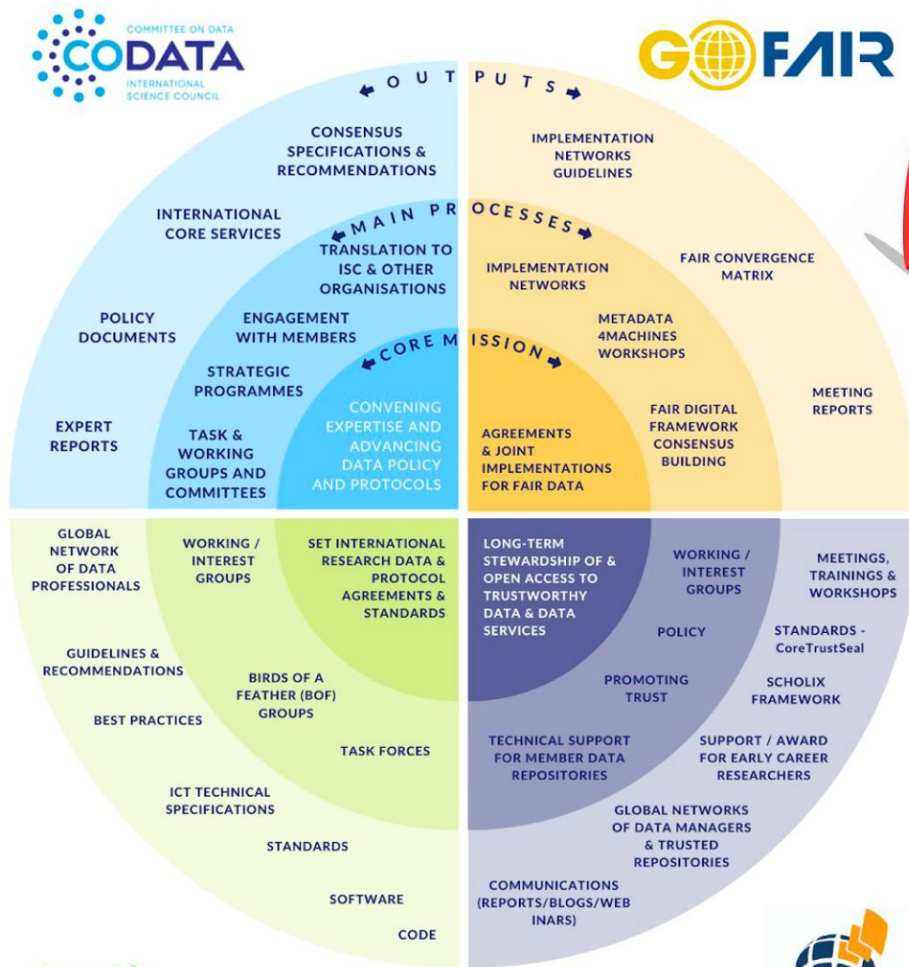 COMMITTEE ON DATA
CODATA
INTERNATIONAL
SCIENCE COUNCIL
GO FAIR
OUTPUTS
CONSENSUS
SPECIFICATIONS &
RECOMMENDATIONS
INTERNATIONAL
CORE SERVICES
POLICY
DOCUMENTS
EXPERT
REPORTS
IMPLEMENTATION
NETWORKS
GUIDELINES
FAIR CONVERGENCE
MATRIX
MEETING
REPORTS
MAIN PROCESSES
TRANSLATION TO
ISC & OTHER
ORGANISATIONS
ENGAGEMENT
WITH MEMBERS
STRATEGIC
PROGRAMMES
TASK &
WORKING
GROUPS AND
COMMITTEES
IMPLEMENTATION
NETWORKS
METADATA
4MACHINES
WORKSHOPS
FAIR DIGITAL
FRAMEWORK
CONSENSUS
BUILDING
CORE MISSION
CONVENING
EXPERTISE AND
ADVANCING
DATA POLICY
AND PROTOCOLS
AGREEMENTS
& JOINT
IMPLEMENTATIONS
FOR FAIR DATA
GLOBAL
NETWORK
OF DATA
PROFESSIONALS
GUIDELINES &
RECOMMENDATIONS
BEST PRACTICES
ICT TECHNICAL
SPECIFICATIONS
STANDARDS
SOFTWARE
CODE
WORKING /
INTEREST
GROUPS
BIRDS OF A
FEATHER (BOF)
GROUPS
TASK FORCES
SET INTERNATIONAL
RESEARCH DATA &
PROTOCOL
AGREEMENTS &
STANDARDS
LONG-TERM
STEWARDSHIP OF &
OPEN ACCESS TO
TRUSTWORTHY
DATA & DATA
SERVICES
WORKING /
INTEREST
GROUPS
POLICY
PROMOTING
TRUST
TECHNICAL SUPPORT
FOR MEMBER DATA
REPOSITORIES
MEETINGS,
TRAININGS &
WORKSHOPS
STANDARDS -
CoreTrustSeal
SCHOLIX
FRAMEWORK
SUPPORT / AWARD
FOR EARLY CAREER
RESEARCHERS
GLOBAL NETWORKS
OF DATA MANAGERS
& TRUSTED
REPOSITORIES
COMMUNICATIONS
(REPORTS/BLOGS/WEB
INARS)